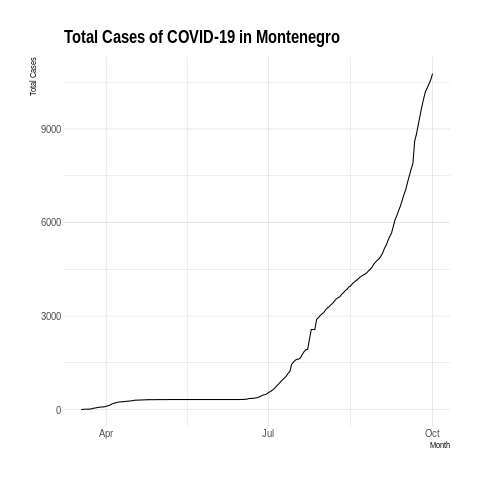 Total Cases of COVID-19 in Montenegro
Total Cases
9000
6000
3000
0
Apr Jul Oct
Month